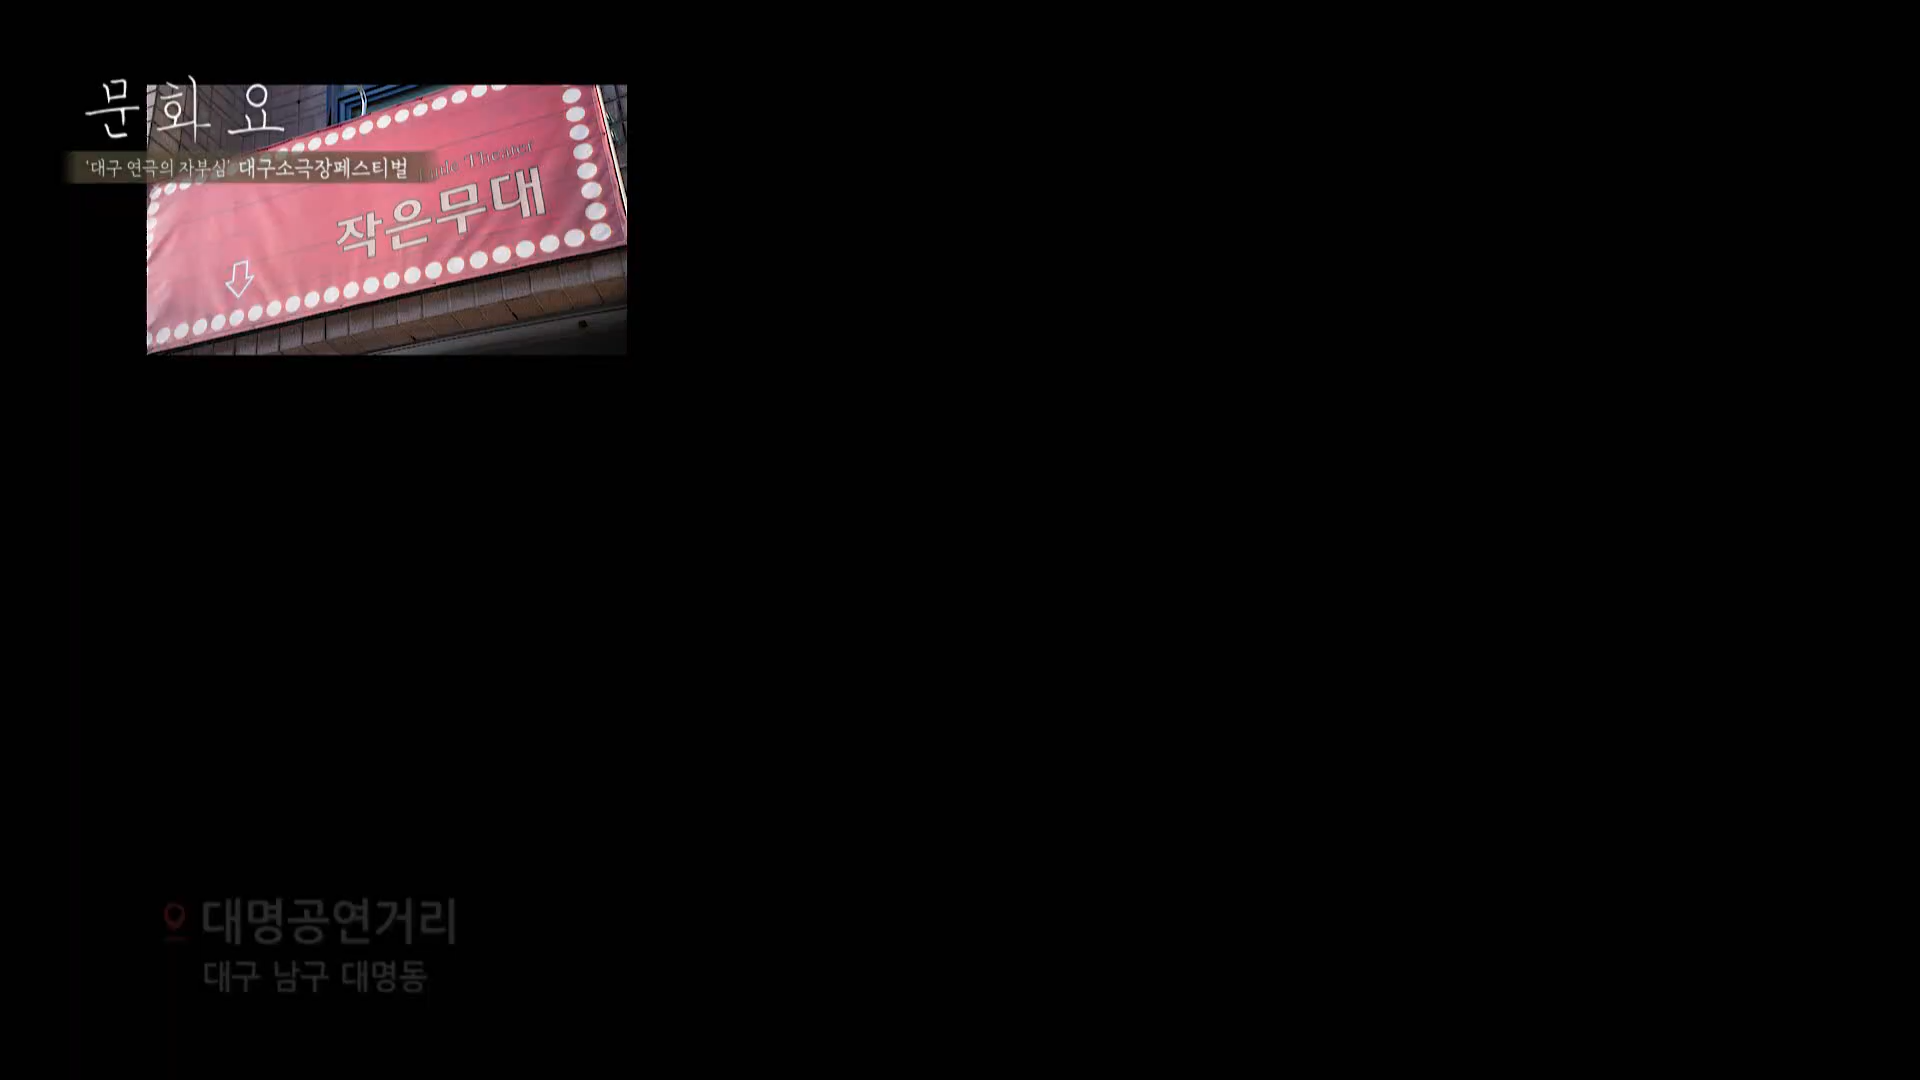 문화요
'대구 연극의 자부심' 대구소극장페스티벌
Little Theater
작은무대
대명공연거리
대구 남구 대명동